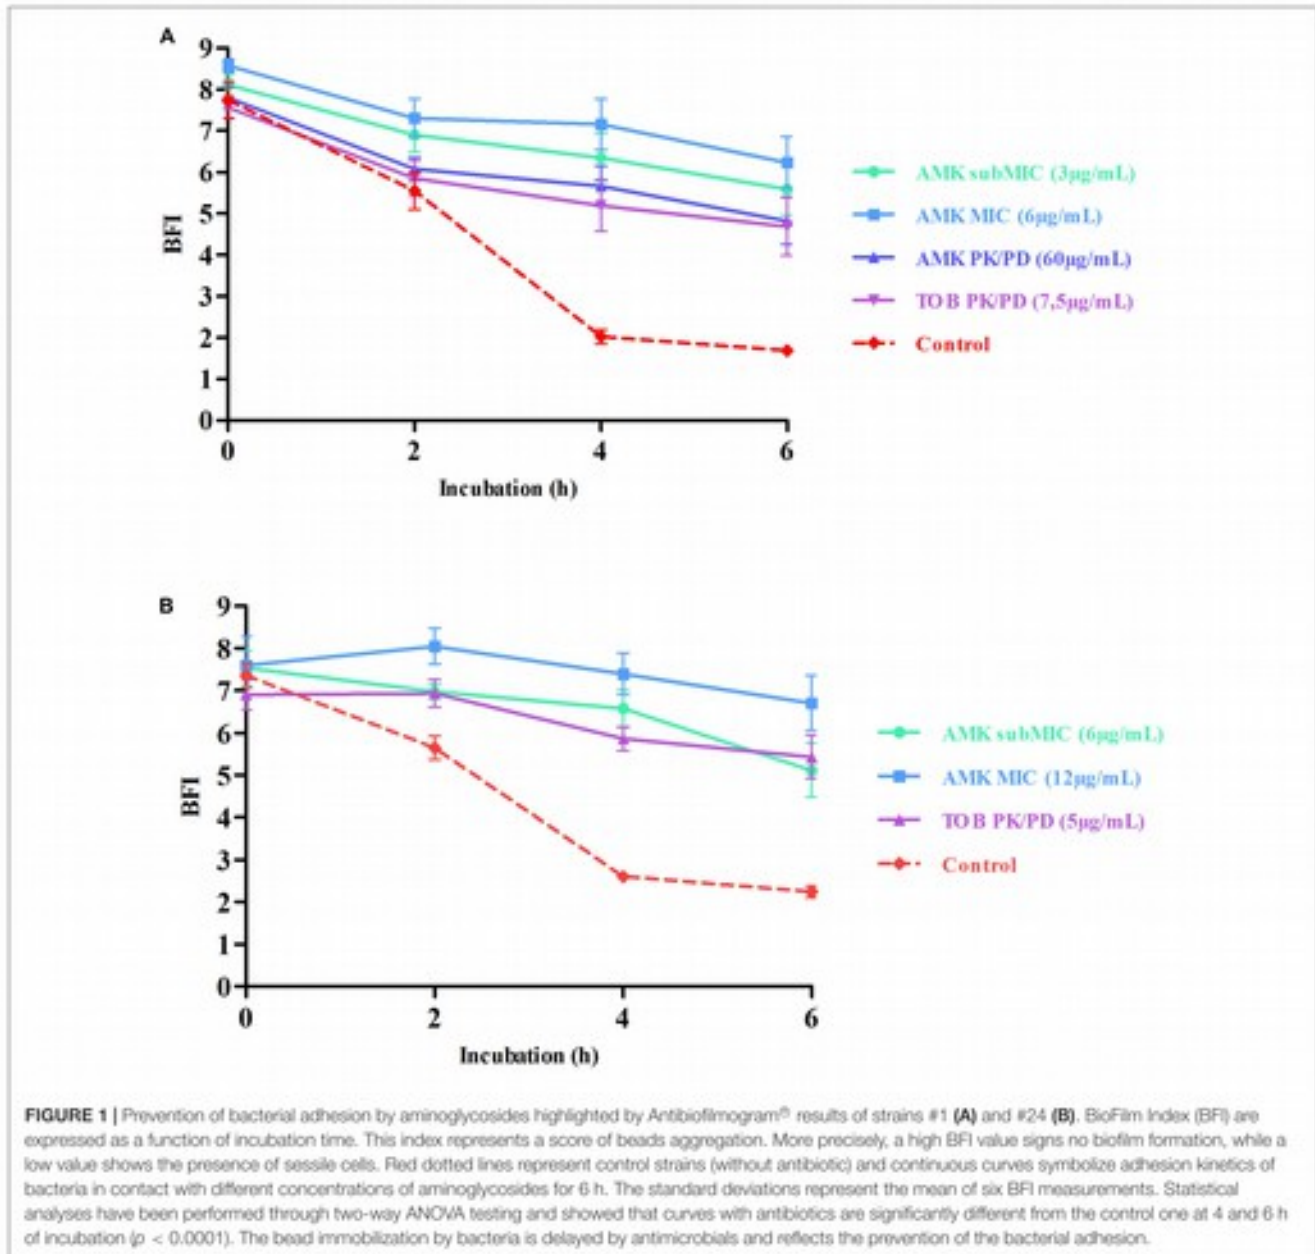 A
9
8
7
6
5
4
3
2
1
0
BFI
0 2 4 6
Incubation (h)
AMK subMIC (3µg/mL)
AMK MIC (6µg/mL)
AMK PK/PD (60µg/mL)
TOB PK/PD (7,5µg/mL)
Control
B
9
8
7
6
5
4
3
2
1
0
BFI
0 2 4 6
Incubation (h)
AMK subMIC (6µg/mL)
AMK MIC (12µg/mL)
TOB PK/PD (5µg/mL)
Control
FIGURE 1 | Prevention of bacterial adhesion by aminoglycosides highlighted by Antibiofilmogram® results of strains #1 (A) and #24 (B). BioFilm Index (BFI) are
expressed as a function of incubation time. This index represents a score of beads aggregation. More precisely, a high BFI value signs no biofilm formation, while a
low value shows the presence of sessile cells. Red dotted lines represent control strains (without antibiotic) and continuous curves symbolize adhesion kinetics of
bacteria in contact with different concentrations of aminoglycosides for 6 h. The standard deviations represent the mean of six BFI measurements. Statistical
analyses have been performed through two-way ANOVA testing and showed that curves with antibiotics are significantly different from the control one at 4 and 6 h
of incubation (p < 0.0001). The bead immobilization by bacteria is delayed by antimicrobials and reflects the prevention of the bacterial adhesion.